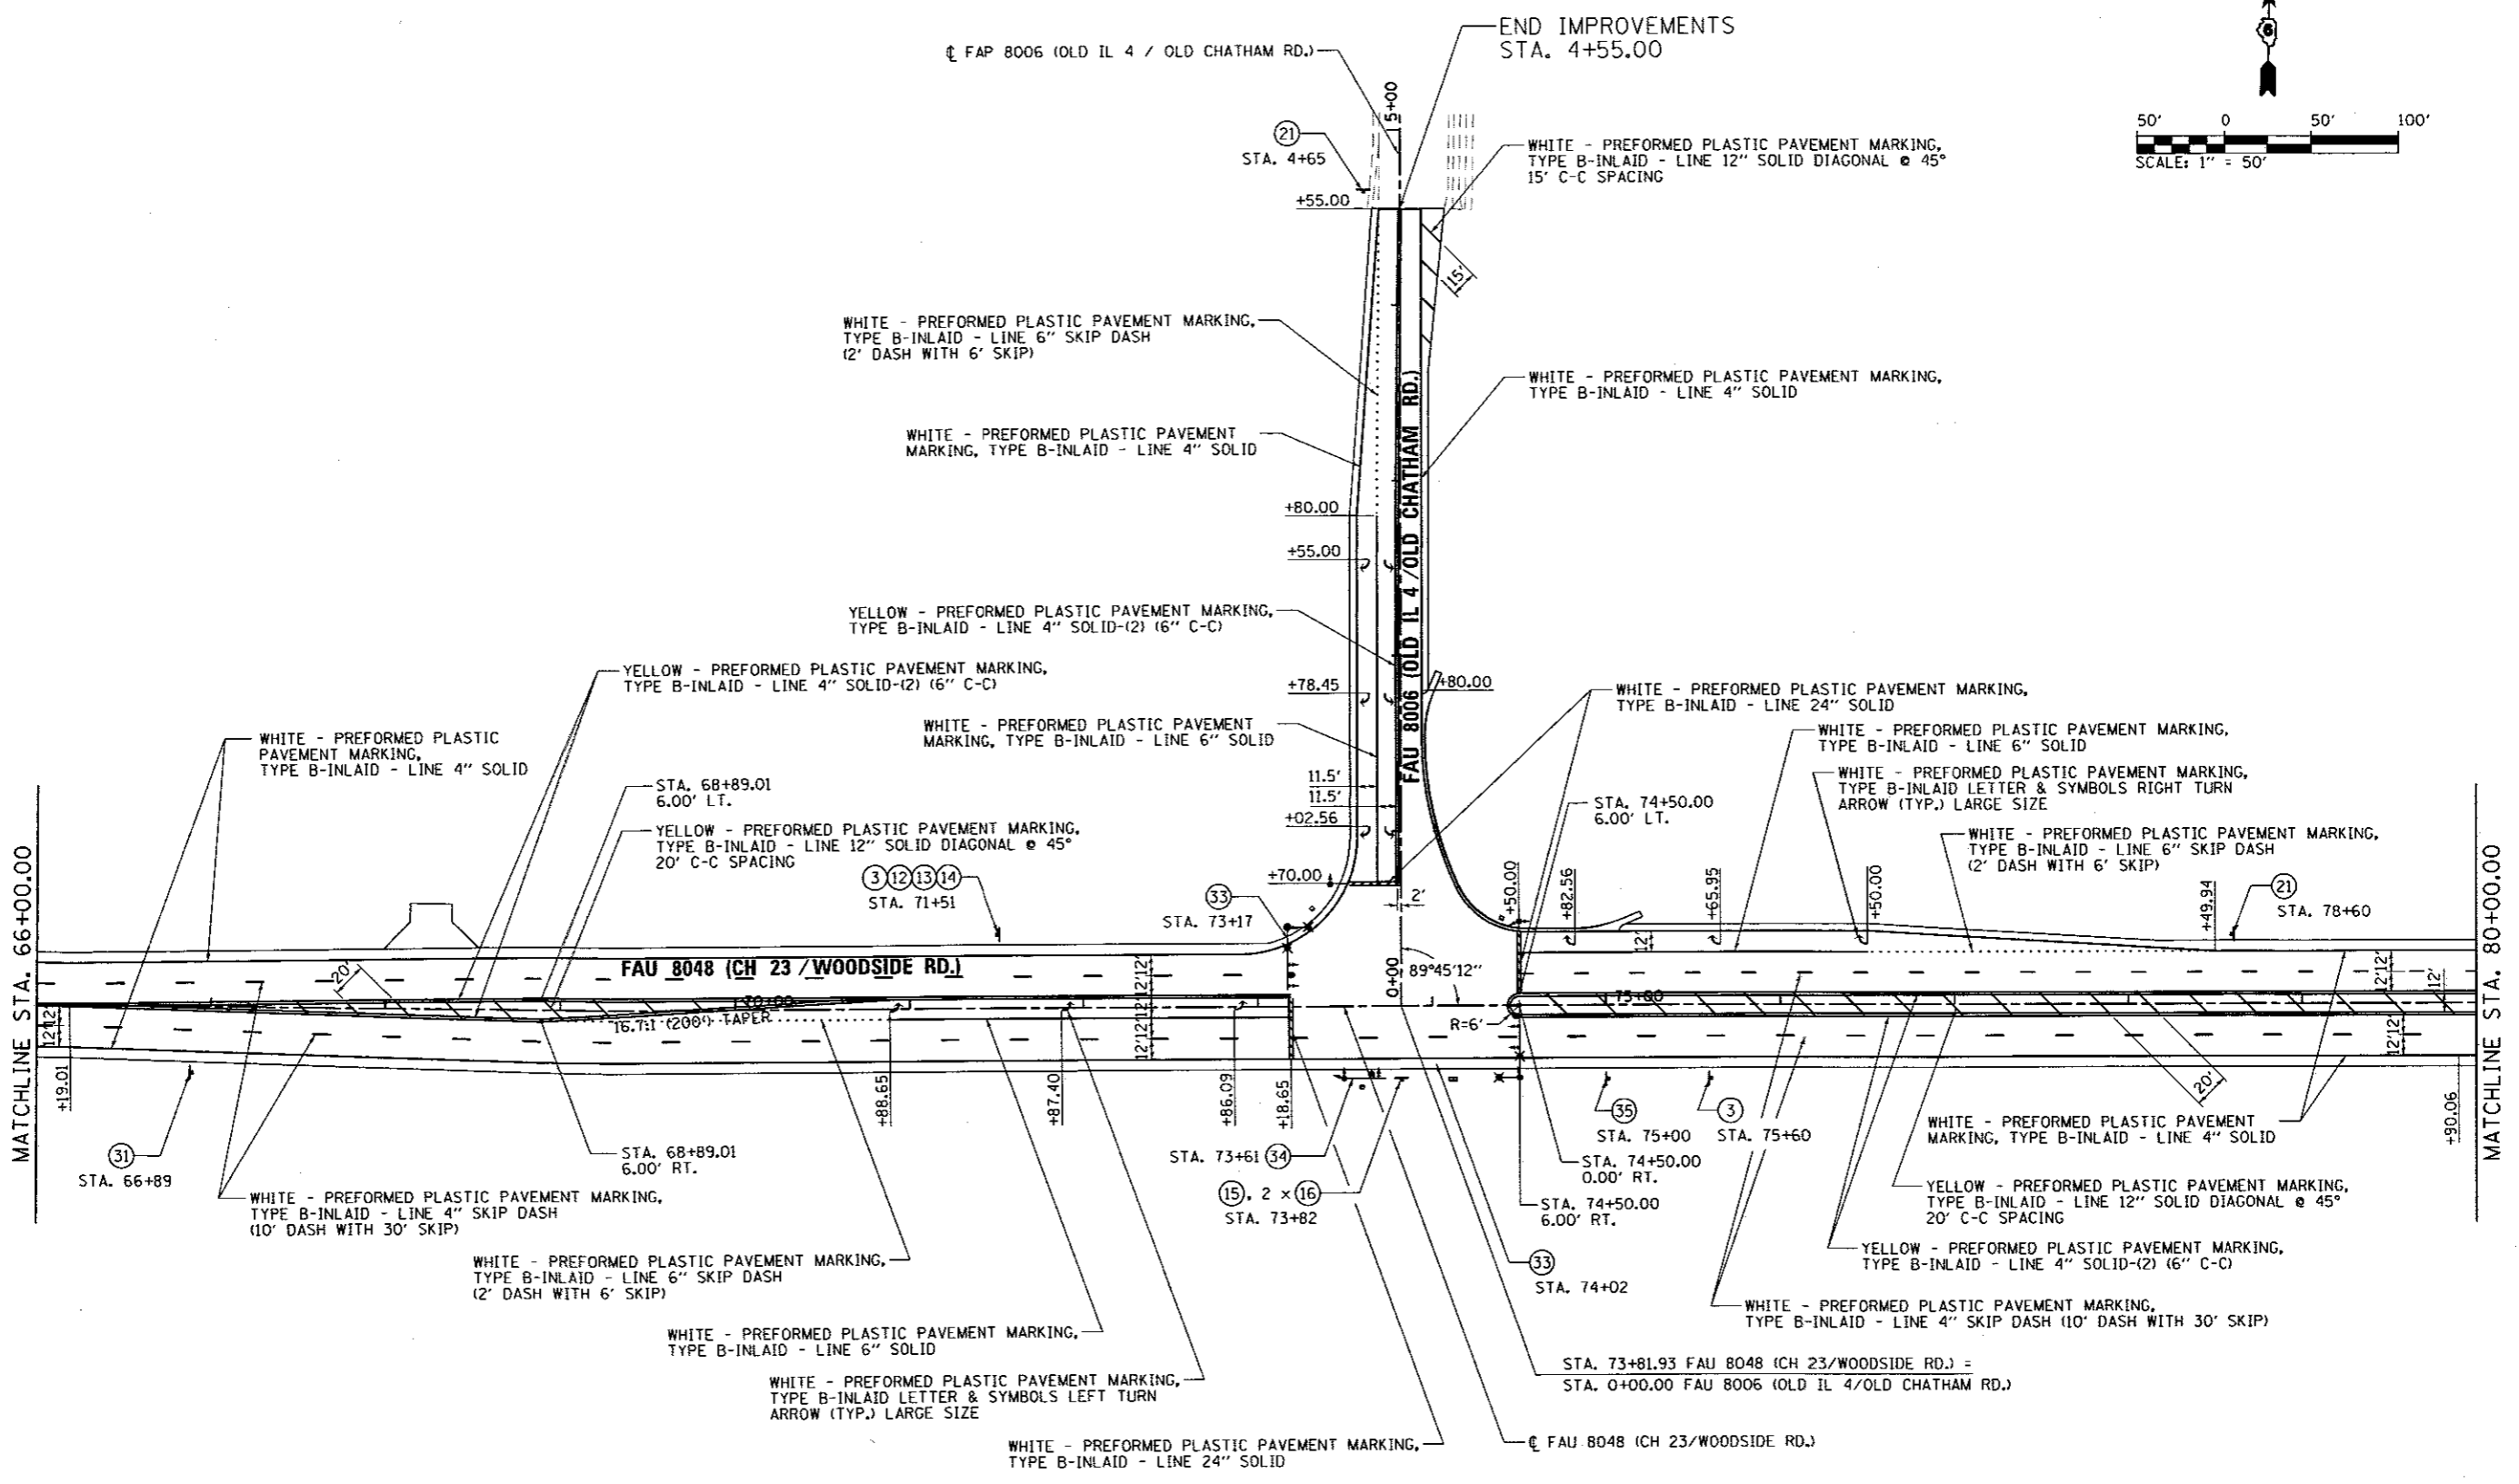 END IMPROVEMENTS
STA. 4+55.00
℄ FAP 8006 (OLD IL 4 / OLD CHATHAM RD.)
6
50' 0 50' 100'
SCALE: 1" = 50'
5+00
21
STA. 4+65
WHITE - PREFORMED PLASTIC PAVEMENT MARKING,
TYPE B-INLAID - LINE 12" SOLID DIAGONAL @ 45°
15' C-C SPACING
+55.00
15'
WHITE - PREFORMED PLASTIC PAVEMENT MARKING,
TYPE B-INLAID - LINE 6" SKIP DASH
(2' DASH WITH 6' SKIP)
WHITE - PREFORMED PLASTIC PAVEMENT MARKING,
TYPE B-INLAID - LINE 4" SOLID
WHITE - PREFORMED PLASTIC PAVEMENT
MARKING, TYPE B-INLAID - LINE 4" SOLID
FAU 8006 (OLD IL 4 /OLD CHATHAM RD.)
+80.00
+55.00
YELLOW - PREFORMED PLASTIC PAVEMENT MARKING,
TYPE B-INLAID - LINE 4" SOLID-(2) (6" C-C)
YELLOW - PREFORMED PLASTIC PAVEMENT MARKING,
TYPE B-INLAID - LINE 4" SOLID-(2) (6" C-C)
+78.45
+80.00
WHITE - PREFORMED PLASTIC PAVEMENT MARKING,
TYPE B-INLAID - LINE 24" SOLID
WHITE - PREFORMED PLASTIC PAVEMENT
MARKING, TYPE B-INLAID - LINE 6" SOLID
WHITE - PREFORMED PLASTIC PAVEMENT MARKING,
TYPE B-INLAID - LINE 6" SOLID
WHITE - PREFORMED PLASTIC
PAVEMENT MARKING,
TYPE B-INLAID - LINE 4" SOLID
WHITE - PREFORMED PLASTIC PAVEMENT MARKING,
TYPE B-INLAID LETTER & SYMBOLS RIGHT TURN
ARROW (TYP.) LARGE SIZE
STA. 68+89.01
6.00' LT.
11.5'
11.5'
+02.56
STA. 74+50.00
6.00' LT.
YELLOW - PREFORMED PLASTIC PAVEMENT MARKING,
TYPE B-INLAID - LINE 12" SOLID DIAGONAL @ 45°
20' C-C SPACING
WHITE - PREFORMED PLASTIC PAVEMENT MARKING,
TYPE B-INLAID - LINE 6" SKIP DASH
(2' DASH WITH 6' SKIP)
3 12 13 14
STA. 71+51
+70.00
2'
33
STA. 73+17
+50.00
+82.56
+65.95
+50.00
+49.94
21
STA. 78+60
MATCHLINE STA. 66+00.00
MATCHLINE STA. 80+00.00
FAU 8048 (CH 23 /WOODSIDE RD.)
20'
12'12'
12'12'
70+00
16.7:1 (200') TAPER
12'12'
12'12'12'
0+00
89°45'12"
R=6'
12'
75+00
12'12'
12'
12'12'
20'
+19.01
+88.65
+87.40
+86.09
+18.65
+90.06
31
STA. 66+89
STA. 68+89.01
6.00' RT.
STA. 73+61 34
15, 2 x 16
STA. 73+82
35
STA. 75+00
3
STA. 75+60
STA. 74+50.00
0.00' RT.
STA. 74+50.00
6.00' RT.
33
STA. 74+02
WHITE - PREFORMED PLASTIC PAVEMENT
MARKING, TYPE B-INLAID - LINE 4" SOLID
WHITE - PREFORMED PLASTIC PAVEMENT MARKING,
TYPE B-INLAID - LINE 4" SKIP DASH
(10' DASH WITH 30' SKIP)
YELLOW - PREFORMED PLASTIC PAVEMENT MARKING,
TYPE B-INLAID - LINE 12" SOLID DIAGONAL @ 45°
20' C-C SPACING
YELLOW - PREFORMED PLASTIC PAVEMENT MARKING,
TYPE B-INLAID - LINE 4" SOLID-(2) (6" C-C)
WHITE - PREFORMED PLASTIC PAVEMENT MARKING,
TYPE B-INLAID - LINE 6" SKIP DASH
(2' DASH WITH 6' SKIP)
WHITE - PREFORMED PLASTIC PAVEMENT MARKING,
TYPE B-INLAID - LINE 4" SKIP DASH (10' DASH WITH 30' SKIP)
WHITE - PREFORMED PLASTIC PAVEMENT MARKING,
TYPE B-INLAID - LINE 6" SOLID
STA. 73+81.93 FAU 8048 (CH 23/WOODSIDE RD.) =
STA. 0+00.00 FAU 8006 (OLD IL 4/OLD CHATHAM RD.)
WHITE - PREFORMED PLASTIC PAVEMENT MARKING,
TYPE B-INLAID LETTER & SYMBOLS LEFT TURN
ARROW (TYP.) LARGE SIZE
WHITE - PREFORMED PLASTIC PAVEMENT MARKING,
TYPE B-INLAID - LINE 24" SOLID
℄ FAU 8048 (CH 23/WOODSIDE RD.)